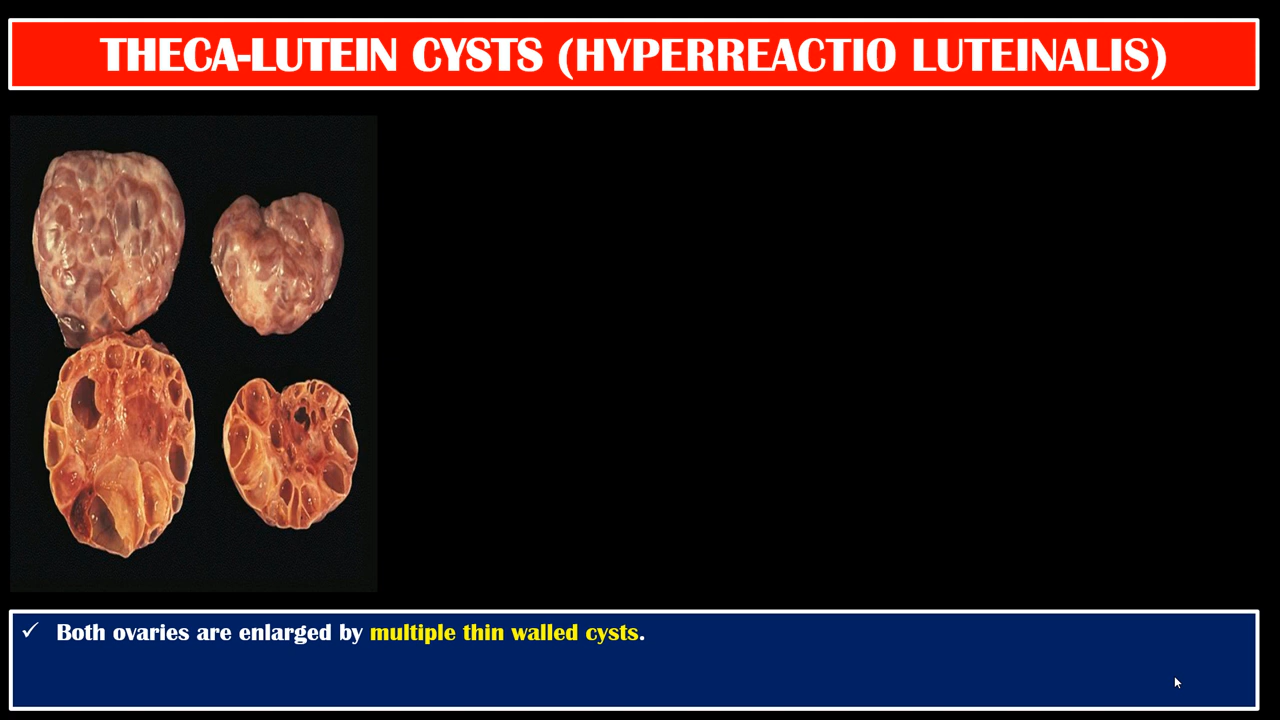 THECA-LUTEIN CYSTS (HYPERREACTIO LUTEINALIS)
✓ Both ovaries are enlarged by multiple thin walled cysts.